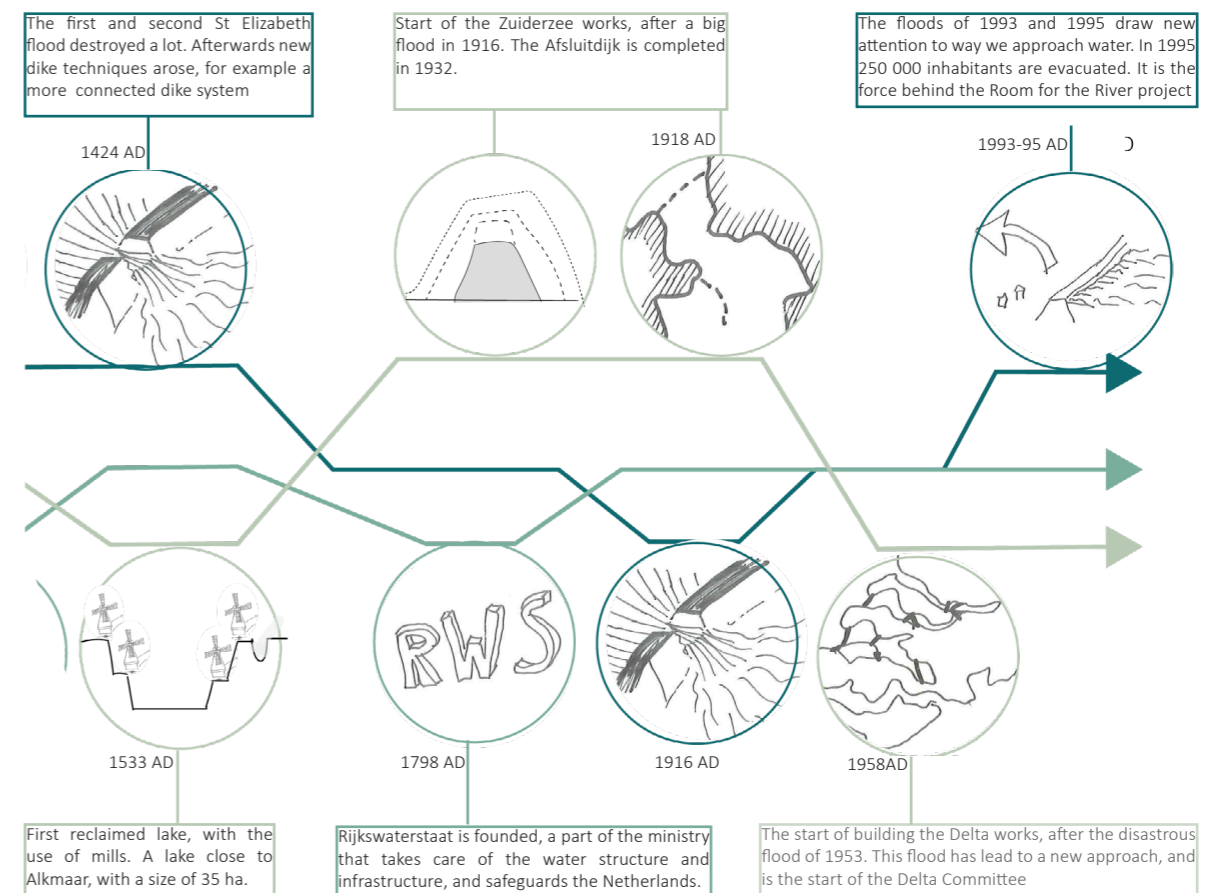 The first and second St Elizabeth
flood destroyed a lot. Afterwards new
dike techniques arose, for example a
more connected dike system
1424 AD
Start of the Zuiderzee works, after a big
flood in 1916. The Afsluitdijk is completed
in 1932.
1918 AD
The floods of 1993 and 1995 draw new
attention to way we approach water. In 1995
250 000 inhabitants are evacuated. It is the
force behind the Room for the River project
1993-95 AD
RWS
1533 AD
First reclaimed lake, with the
use of mills. A lake close to
Alkmaar, with a size of 35 ha.
1798 AD
Rijkswaterstaat is founded, a part of the ministry
that takes care of the water structure and
infrastructure, and safeguards the Netherlands.
1916 AD
1958AD
The start of building the Delta works, after the disastrous
flood of 1953. This flood has lead to a new approach, and
is the start of the Delta Committee